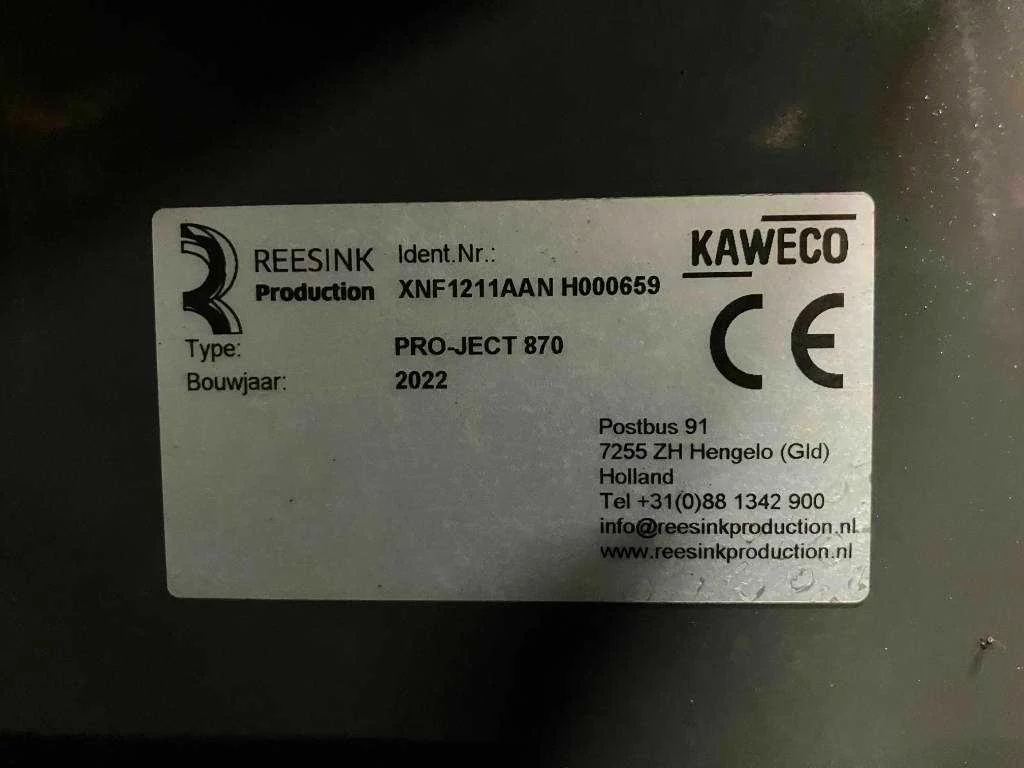 REESINK
Production
Ident.Nr.:
XNF1211AAN H000659
KAWECO
CE
Type: PRO-JECT 870
Bouwjaar: 2022
Postbus 91
7255 ZH Hengelo (Gld)
Holland
Tel +31(0)88 1342 900
info@reesinkproduction.nl
www.reesinkproduction.nl